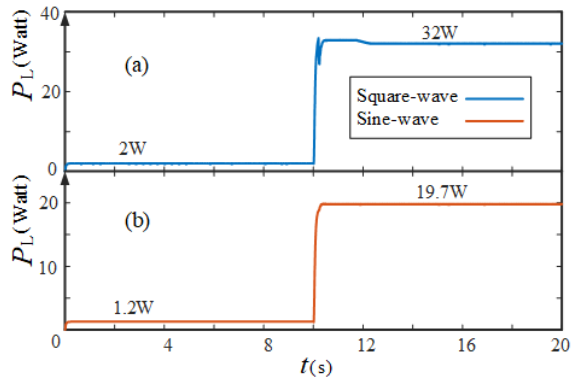 40
P_L(Watt)
(a)
32W
Square-wave
Sine-wave
20
2W
0
P_L(Watt)
20
(b)
19.7W
10
1.2W
0
0 4 8 12 16 20
t(s)